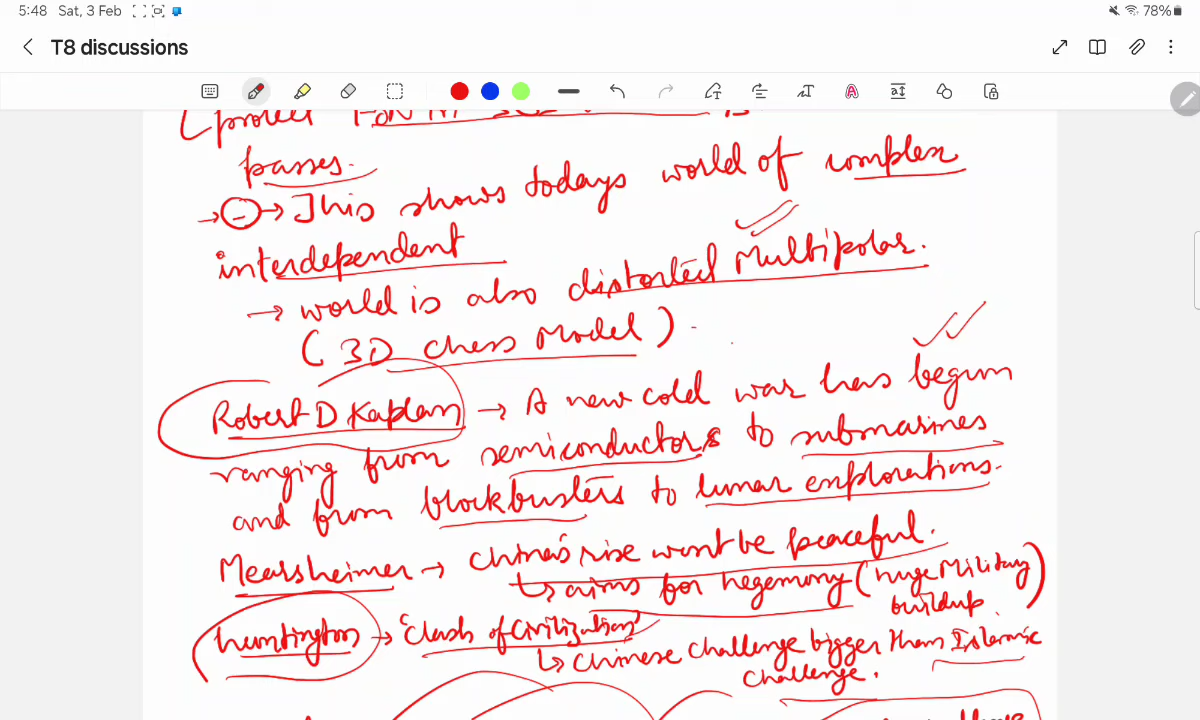 5:48 Sat, 3 Feb 78%
T8 discussions
protect
passes.
→ (-) → This shows todays world of complex
interdependent
→ world is also distorted Multipolar.
(3D chess Model).
Robert D Kaplan → A new cold war has begun
ranging from semiconductors to submarines
and from blockbusters to lunar explorations.
Mearsheimer → China's rise wont be peaceful.
↳ aims for hegemony (huge Military
buildup.)
huntington → 'Clash of Civilizations'
↳ Chinese challenge bigger than Islamic
challenge.